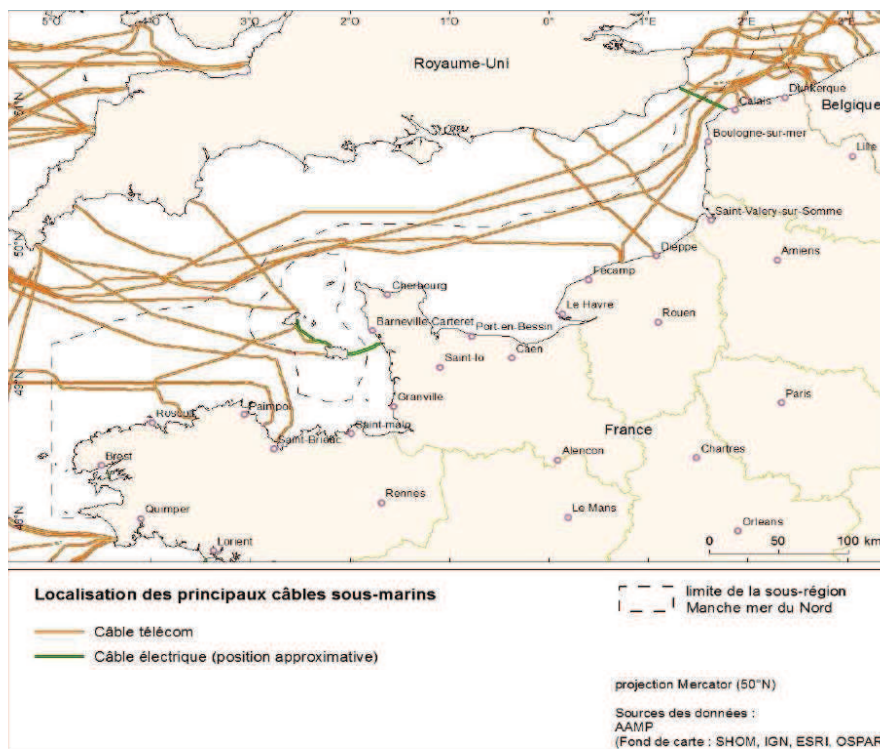 5°O
4°O
3°O
2°O
1°O
0°
1°E
2°E
3°E
Royaume-Uni
51°N
Dunkerque
Calais
Belgique
Boulogne-sur-mer
Lille
Saint-Valery-sur-Somme
50°N
Dieppe
Amiens
Fécamp
Cherbourg
Le Havre
Rouen
Barneville-Carteret
Port-en-Bessin
Caen
Saint-lo
49°N
Paris
Granville
Paimpol
Roscoff
Saint-malo
France
Saint-Brieuc
Alencon
Chartres
Brest
Rennes
Quimper
Le Mans
48°N
Orleans
Lorient
0 50 100 km
Localisation des principaux câbles sous-marins
limite de la sous-région
Manche mer du Nord
Câble télécom
Câble électrique (position approximative)
projection Mercator (50°N)
Sources des données :
AAMP
(Fond de carte : SHOM, IGN, ESRI, OSPAR